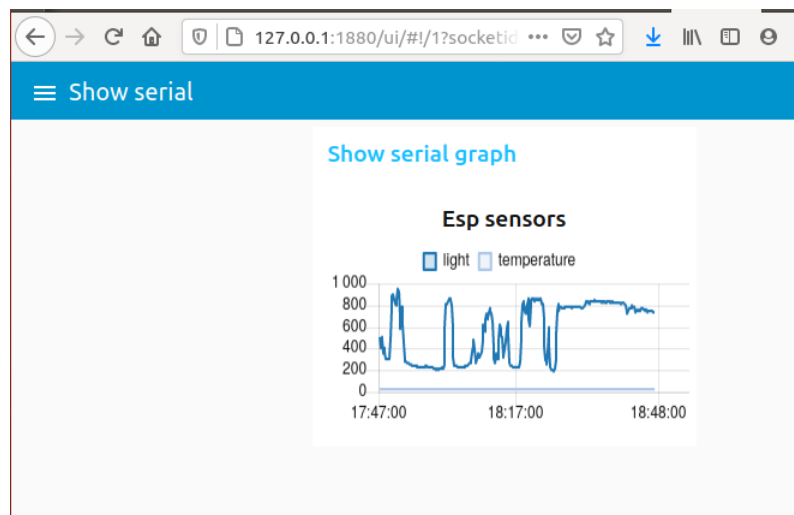 127.0.0.1:1880/ui/#!/1?socketid
Show serial
Show serial graph
Esp sensors
light temperature
1 000
800
600
400
200
0
17:47:00 18:17:00 18:48:00